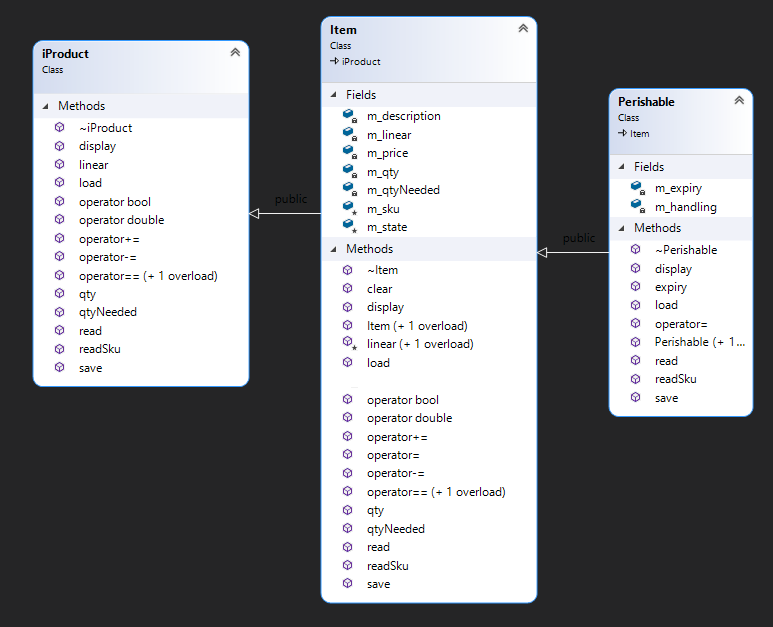 iProduct
Class
Methods
~iProduct
display
linear
load
operator bool
operator double
operator+=
operator-=
operator== (+ 1 overload)
qty
qtyNeeded
read
readSku
save
public
Item
Class
iProduct
Fields
m_description
m_linear
m_price
m_qty
m_qtyNeeded
m_sku
m_state
Methods
~Item
clear
display
Item (+ 1 overload)
linear (+ 1 overload)
load
operator bool
operator double
operator+=
operator=
operator-=
operator== (+ 1 overload)
qty
qtyNeeded
read
readSku
save
public
Perishable
Class
Item
Fields
m_expiry
m_handling
Methods
~Perishable
display
expiry
load
operator=
Perishable (+ 1...
read
readSku
save